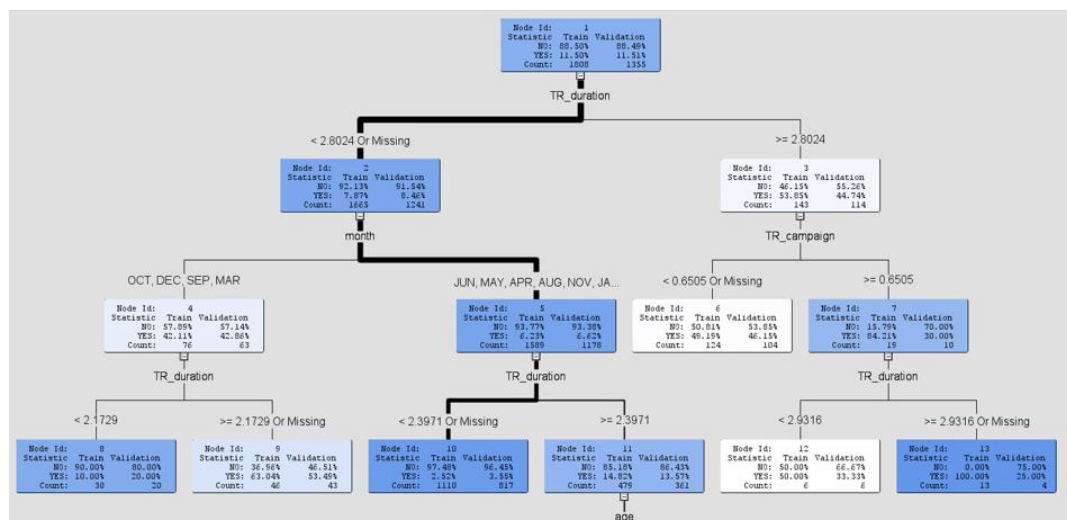 Node Id: 1
Statistic Train Validation
NO: 88.50% 88.49%
YES: 11.50% 11.51%
Count: 1808 1355
TR_duration
< 2.8024 Or Missing
>= 2.8024
Node Id: 2
Statistic Train Validation
NO: 92.13% 91.54%
YES: 7.87% 8.46%
Count: 1665 1241
Node Id: 3
Statistic Train Validation
NO: 46.15% 55.26%
YES: 53.85% 44.74%
Count: 143 114
month
TR_campaign
OCT, DEC, SEP, MAR
JUN, MAY, APR, AUG, NOV, JA...
< 0.6505 Or Missing
>= 0.6505
Node Id: 4
Statistic Train Validation
NO: 57.89% 57.14%
YES: 42.11% 42.86%
Count: 76 63
Node Id: 5
Statistic Train Validation
NO: 93.77% 93.38%
YES: 6.23% 6.62%
Count: 1589 1178
Node Id: 6
Statistic Train Validation
NO: 50.81% 53.85%
YES: 49.19% 46.15%
Count: 124 104
Node Id: 7
Statistic Train Validation
NO: 15.79% 70.00%
YES: 84.21% 30.00%
Count: 19 10
TR_duration
TR_duration
TR_duration
< 2.1729
>= 2.1729 Or Missing
< 2.3971 Or Missing
>= 2.3971
< 2.9316
>= 2.9316 Or Missing
Node Id: 8
Statistic Train Validation
NO: 90.00% 80.00%
YES: 10.00% 20.00%
Count: 30 20
Node Id: 9
Statistic Train Validation
NO: 36.96% 46.51%
YES: 63.04% 53.49%
Count: 46 43
Node Id: 10
Statistic Train Validation
NO: 97.48% 96.45%
YES: 2.52% 3.55%
Count: 1110 817
Node Id: 11
Statistic Train Validation
NO: 85.18% 86.43%
YES: 14.82% 13.57%
Count: 479 361
Node Id: 12
Statistic Train Validation
NO: 50.00% 66.67%
YES: 50.00% 33.33%
Count: 6 6
Node Id: 13
Statistic Train Validation
NO: 0.00% 75.00%
YES: 100.00% 25.00%
Count: 13 4
age